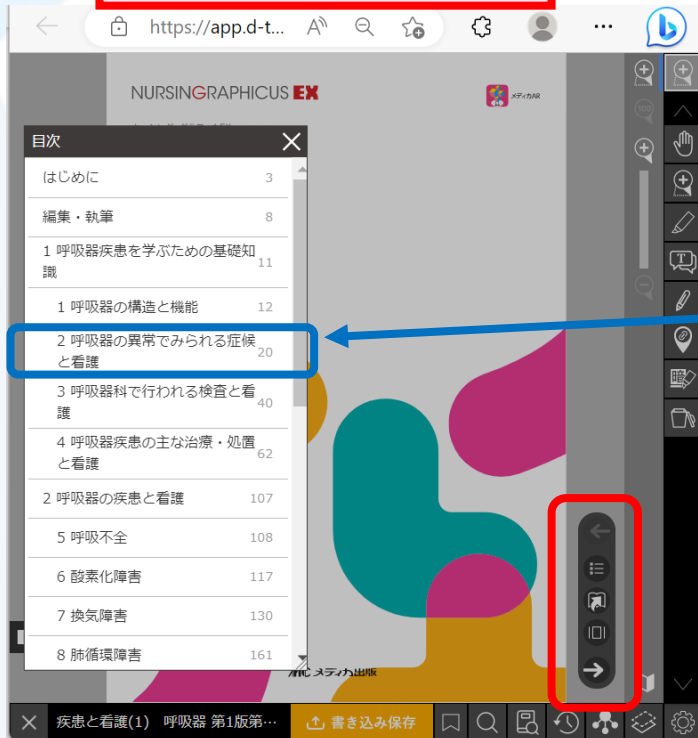 https://app.d-t...
NURSINGRAPHICUS EX
メディカAR
目次
はじめに 3
編集・執筆 8
1 呼吸器疾患を学ぶための基礎知
識 11
1 呼吸器の構造と機能 12
2 呼吸器の異常でみられる症候
と看護 20
3 呼吸器科で行われる検査と看
護 40
4 呼吸器疾患の主な治療・処置
と看護 62
2 呼吸器の疾患と看護 107
5 呼吸不全 108
6 酸素化障害 117
7 換気障害 130
8 肺循環障害 161
メディカ出版
疾患と看護(1) 呼吸器 第1版第…
書き込み保存